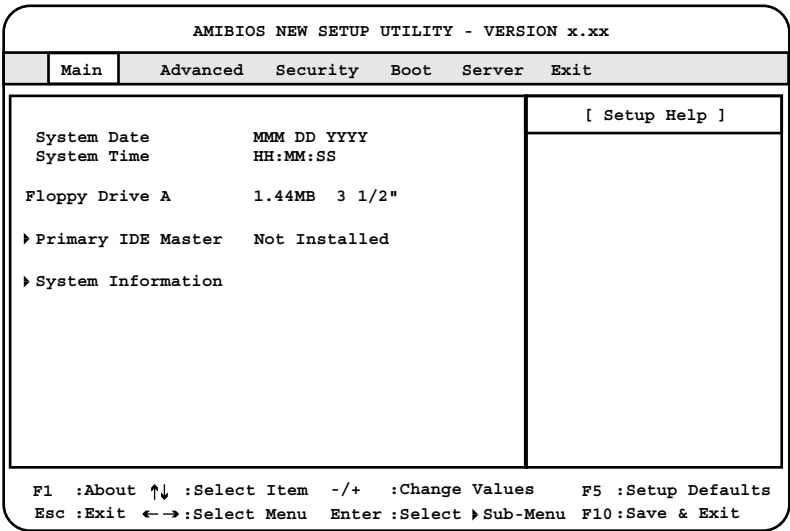 AMIBIOS NEW SETUP UTILITY - VERSION x.xx
Main Advanced Security Boot Server Exit
[ Setup Help ]
System Date MMM DD YYYY
System Time HH:MM:SS
Floppy Drive A 1.44MB 3 1/2"
Primary IDE Master Not Installed
System Information
F1 :About ↑↓ :Select Item -/+ :Change Values F5 :Setup Defaults
Esc :Exit ←→ :Select Menu Enter :Select Sub-Menu F10 :Save & Exit